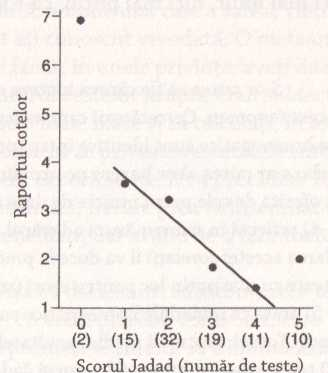 Raportul cotelor
7
6
5
4
3
2
1
0 1 2 3 4 5
(2) (15) (32) (19) (11) (10)
Scorul Jadad (număr de teste)